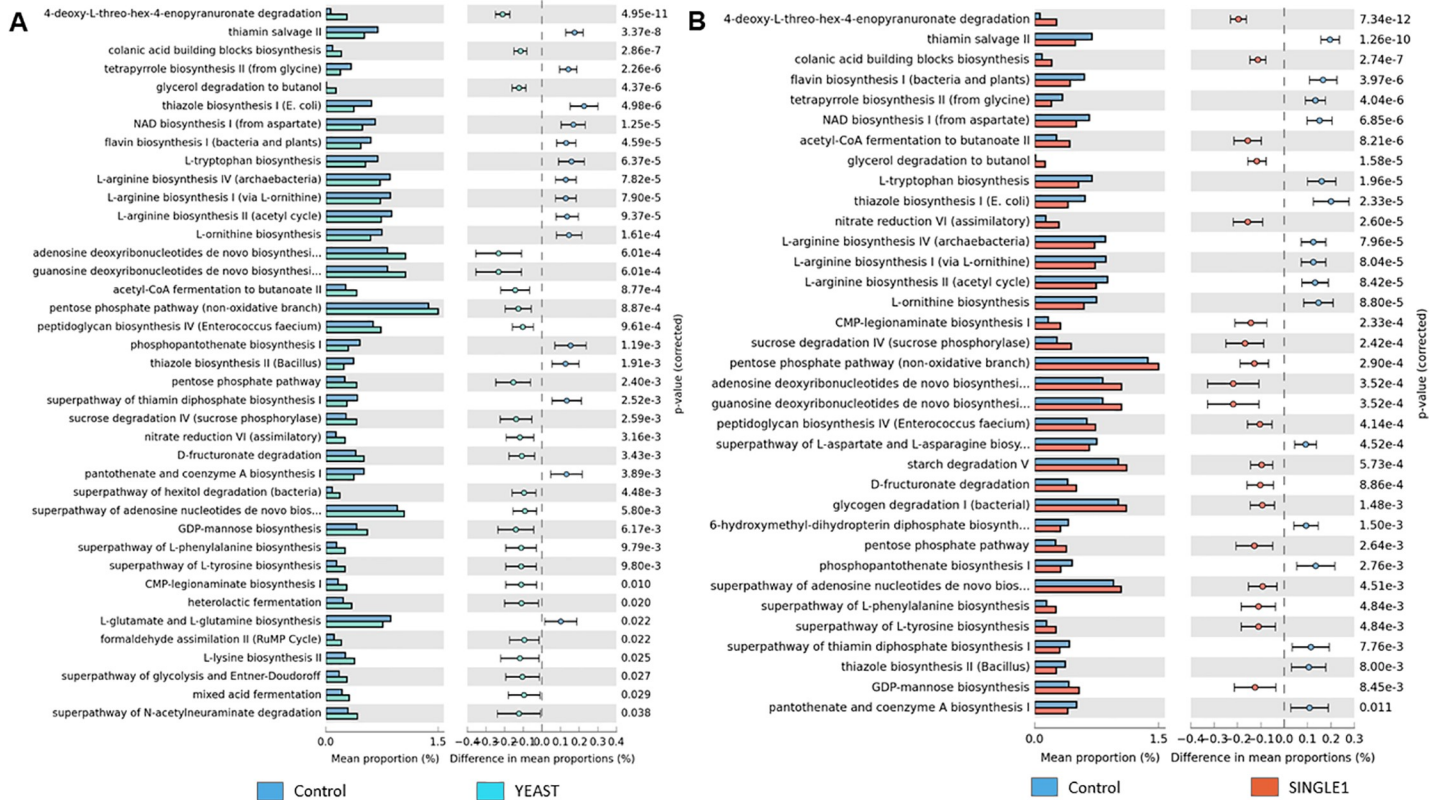 A
4-deoxy-L-threo-hex-4-enopyranuronate degradation 4.95e-11
thiamin salvage II 3.37e-8
colanic acid building blocks biosynthesis 2.86e-7
tetrapyrrole biosynthesis II (from glycine) 2.26e-6
glycerol degradation to butanol 4.37e-6
thiazole biosynthesis I (E. coli) 4.98e-6
NAD biosynthesis I (from aspartate) 1.25e-5
flavin biosynthesis I (bacteria and plants) 4.59e-5
L-tryptophan biosynthesis 6.37e-5
L-arginine biosynthesis IV (archaebacteria) 7.82e-5
L-arginine biosynthesis I (via L-ornithine) 7.90e-5
L-arginine biosynthesis II (acetyl cycle) 9.37e-5
L-ornithine biosynthesis 1.61e-4
adenosine deoxyribonucleotides de novo biosynthesi... 6.01e-4
guanosine deoxyribonucleotides de novo biosynthesi... 6.01e-4
acetyl-CoA fermentation to butanoate II 8.77e-4
pentose phosphate pathway (non-oxidative branch) 8.87e-4
peptidoglycan biosynthesis IV (Enterococcus faecium) 9.61e-4
phosphopantothenate biosynthesis I 1.19e-3
thiazole biosynthesis II (Bacillus) 1.91e-3
pentose phosphate pathway 2.40e-3
superpathway of thiamin diphosphate biosynthesis I 2.52e-3
sucrose degradation IV (sucrose phosphorylase) 2.59e-3
nitrate reduction VI (assimilatory) 3.16e-3
D-fructuronate degradation 3.43e-3
pantothenate and coenzyme A biosynthesis I 3.89e-3
superpathway of hexitol degradation (bacteria) 4.48e-3
superpathway of adenosine nucleotides de novo bios... 5.80e-3
GDP-mannose biosynthesis 6.17e-3
superpathway of L-phenylalanine biosynthesis 9.79e-3
superpathway of L-tyrosine biosynthesis 9.80e-3
CMP-legionaminate biosynthesis I 0.010
heterolactic fermentation 0.020
L-glutamate and L-glutamine biosynthesis 0.022
formaldehyde assimilation II (RuMP Cycle) 0.022
L-lysine biosynthesis II 0.025
superpathway of glycolysis and Entner-Doudoroff 0.027
mixed acid fermentation 0.029
superpathway of N-acetylneuraminate degradation 0.038
p-value (corrected)
0.0 1.5 −0.4−0.3−0.2−0.10.0 0.1 0.2 0.3 0.4
Mean proportion (%) Difference in mean proportions (%)
Control YEAST
B
4-deoxy-L-threo-hex-4-enopyranuronate degradation 7.34e-12
thiamin salvage II 1.26e-10
colanic acid building blocks biosynthesis 2.74e-7
flavin biosynthesis I (bacteria and plants) 3.97e-6
tetrapyrrole biosynthesis II (from glycine) 4.04e-6
NAD biosynthesis I (from aspartate) 6.85e-6
acetyl-CoA fermentation to butanoate II 8.21e-6
glycerol degradation to butanol 1.58e-5
L-tryptophan biosynthesis 1.96e-5
thiazole biosynthesis I (E. coli) 2.33e-5
nitrate reduction VI (assimilatory) 2.60e-5
L-arginine biosynthesis IV (archaebacteria) 7.96e-5
L-arginine biosynthesis I (via L-ornithine) 8.04e-5
L-arginine biosynthesis II (acetyl cycle) 8.42e-5
L-ornithine biosynthesis 8.80e-5
CMP-legionaminate biosynthesis I 2.33e-4
sucrose degradation IV (sucrose phosphorylase) 2.42e-4
pentose phosphate pathway (non-oxidative branch) 2.90e-4
adenosine deoxyribonucleotides de novo biosynthesi... 3.52e-4
guanosine deoxyribonucleotides de novo biosynthesi... 3.52e-4
peptidoglycan biosynthesis IV (Enterococcus faecium) 4.14e-4
superpathway of L-aspartate and L-asparagine biosy... 4.52e-4
starch degradation V 5.73e-4
D-fructuronate degradation 8.86e-4
glycogen degradation I (bacterial) 1.48e-3
6-hydroxymethyl-dihydropterin diphosphate biosynth... 1.50e-3
pentose phosphate pathway 2.64e-3
phosphopantothenate biosynthesis I 2.76e-3
superpathway of adenosine nucleotides de novo bios... 4.51e-3
superpathway of L-phenylalanine biosynthesis 4.84e-3
superpathway of L-tyrosine biosynthesis 4.84e-3
superpathway of thiamin diphosphate biosynthesis I 7.76e-3
thiazole biosynthesis II (Bacillus) 8.00e-3
GDP-mannose biosynthesis 8.45e-3
pantothenate and coenzyme A biosynthesis I 0.011
p-value (corrected)
0.0 1.5 −0.4−0.3−0.2−0.10.0 0.1 0.2 0.3
Mean proportion (%) Difference in mean proportions (%)
Control SINGLE1